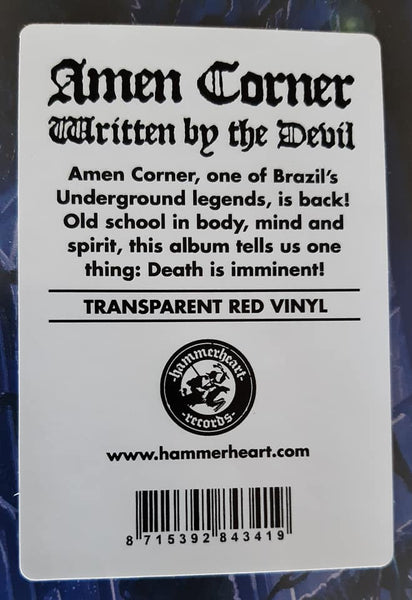 Amen Corner
Written by the Devil
Amen Corner, one of Brazil's
Underground legends, is back!
Old school in body, mind and
spirit, this album tells us one
thing: Death is imminent!
TRANSPARENT RED VINYL
-hammerheart-
-records-
www.hammerheart.com
8 715392 843419